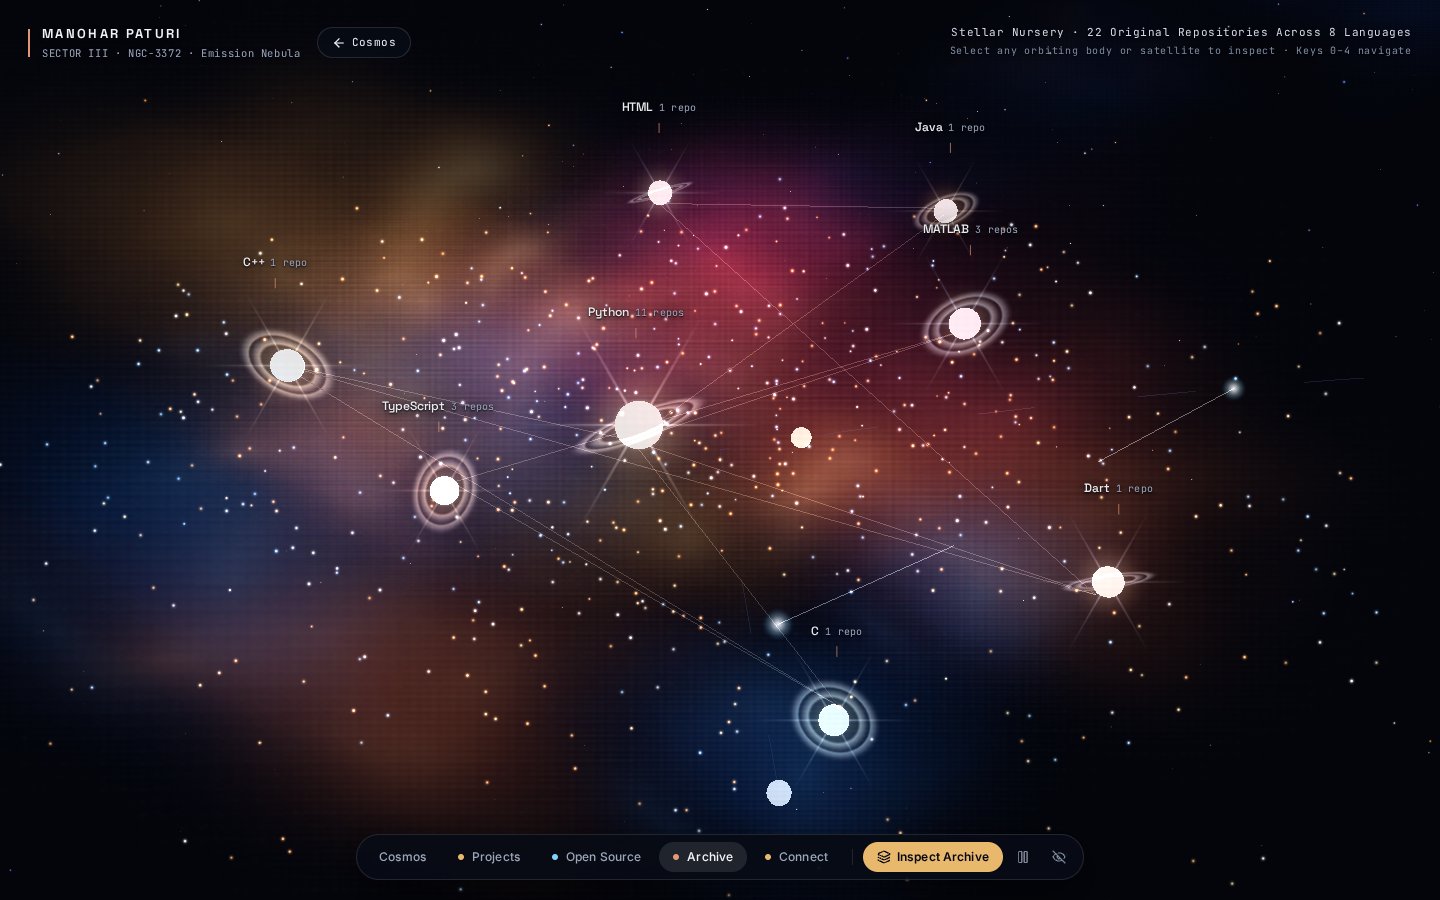 MANOHAR PATURI
SECTOR III · NGC-3372 · Emission Nebula
← Cosmos
Stellar Nursery · 22 Original Repositories Across 8 Languages
Select any orbiting body or satellite to inspect · Keys 0–4 navigate
HTML 1 repo
Java 1 repo
MATLAB 3 repos
C++ 1 repo
Python 11 repos
TypeScript 3 repos
Dart 1 repo
C 1 repo
Cosmos
Projects
Open Source
Archive
Connect
Inspect Archive